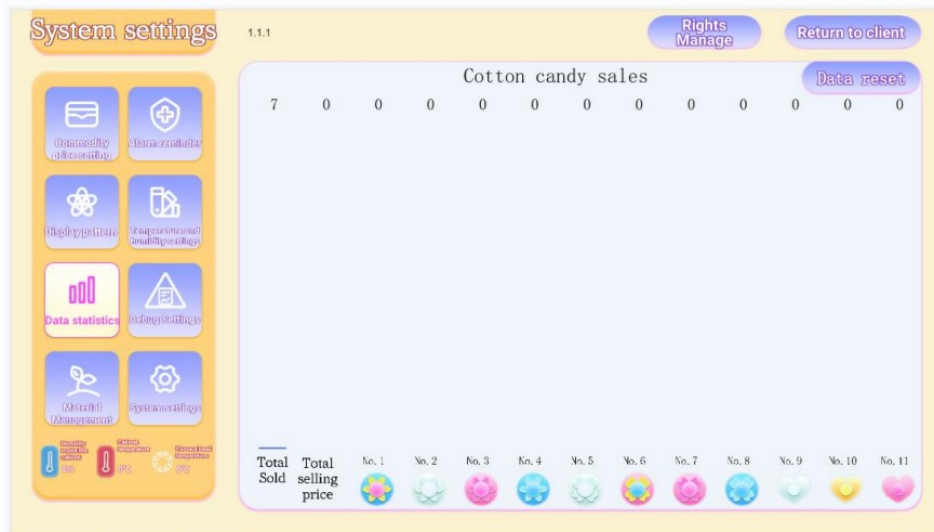 System settings
1.1.1
Rights
Manage
Return to client
Commodity
price setting
Alarm reminder
Display pattern
Temperature and
humidity settings
Data statistics
Debug Settings
Material
Management
System settings
0%
0°C
0°C
Cotton candy sales
Data reset
7 0 0 0 0 0 0 0 0 0 0 0 0
Total
Sold
Total
selling
price
No. 1 No. 2 No. 3 No. 4 No. 5 No. 6 No. 7 No. 8 No. 9 No. 10 No. 11